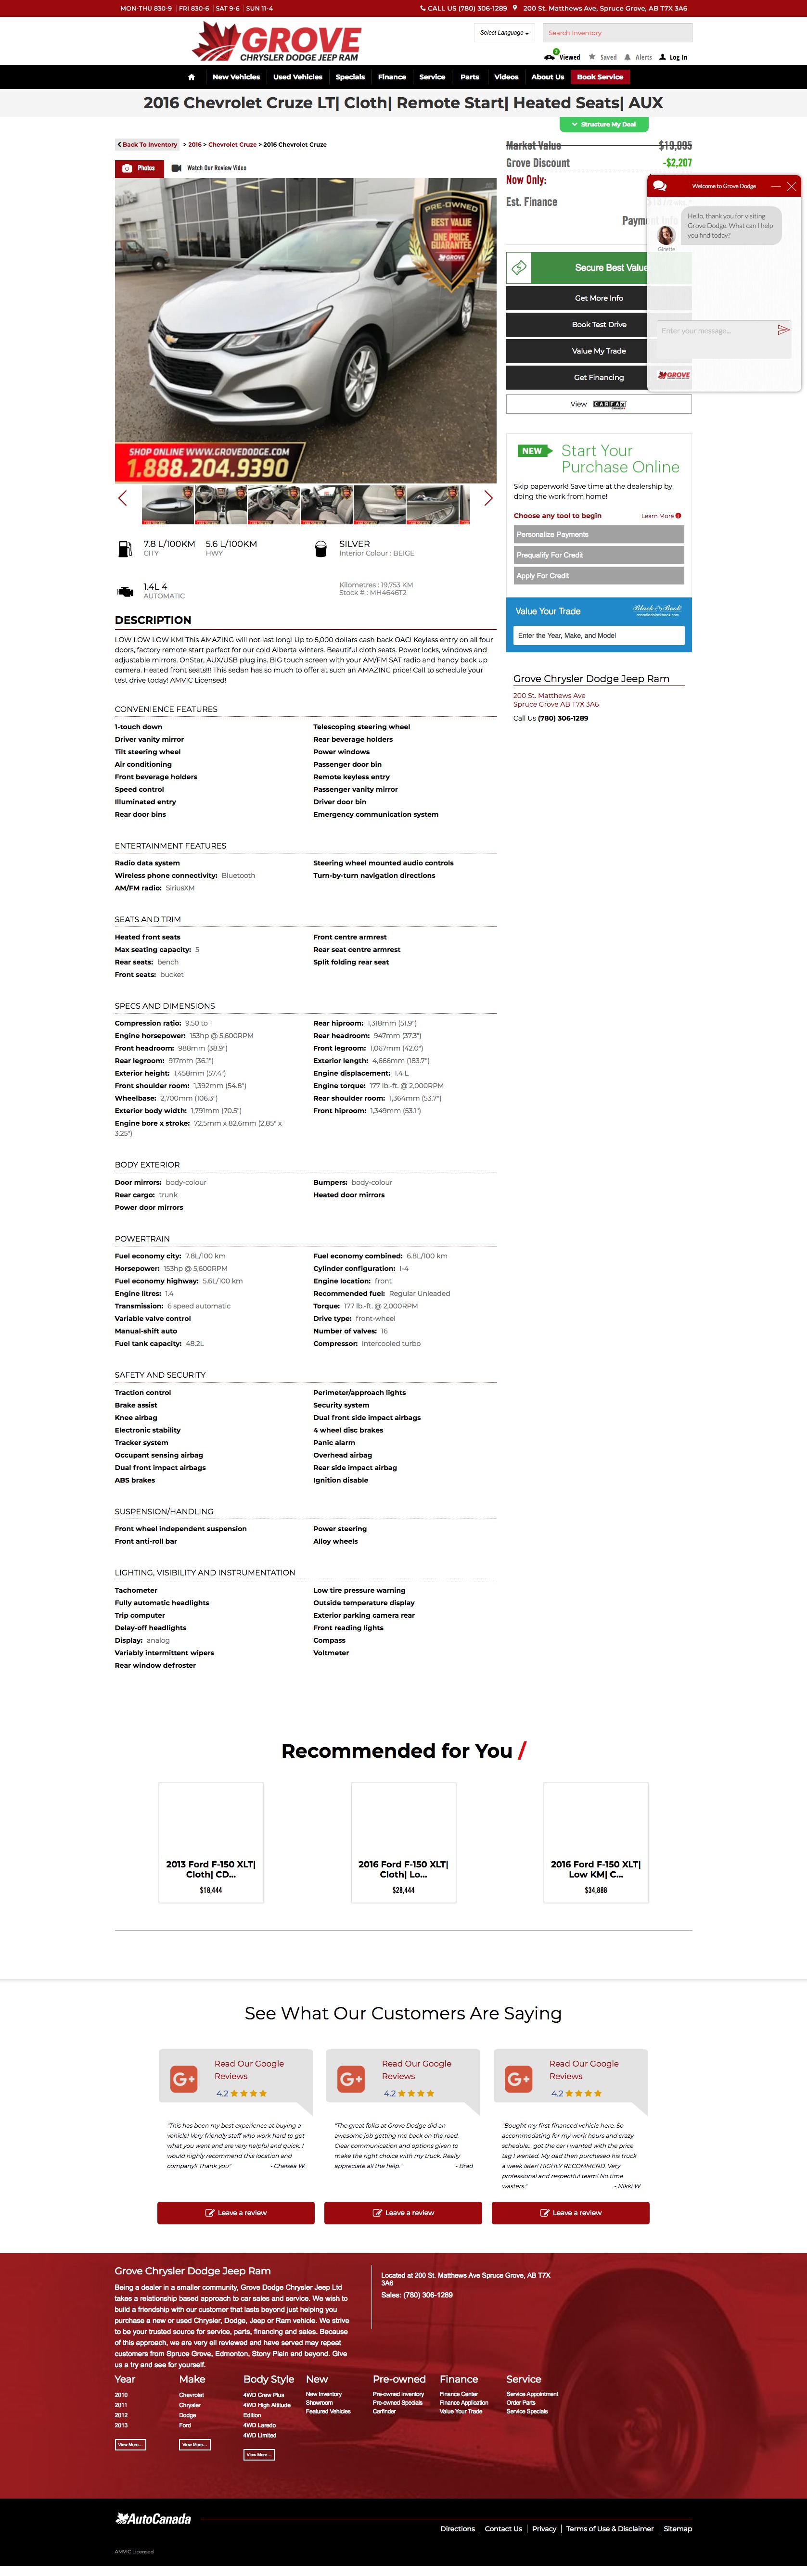 MON-THU 830-9 FRI 830-6 SAT 9-6 SUN 11-4
CALL US (780) 306-1289 200 St. Matthews Ave, Spruce Grove, AB T7X 3A6
GROVE
CHRYSLER DODGE JEEP RAM
Select Language
Search Inventory
2
Viewed Saved Alerts Log In
New Vehicles Used Vehicles Specials Finance Service Parts Videos About Us Book Service
2016 Chevrolet Cruze LT| Cloth| Remote Start| Heated Seats| AUX
Structure My Deal
Back To Inventory > 2016 > Chevrolet Cruze > 2016 Chevrolet Cruze
Photos Watch Our Review Video
PRE-OWNED
BEST VALUE
ONE PRICE
GUARANTEE
GROVE
SHOP ONLINE WWW.GROVEDODGE.COM
1.888.204.9390
Market Value $19,095
Grove Discount -$2,207
Now Only:
Est. Finance
Secure Best Value
Get More Info
Book Test Drive
Value My Trade
Get Financing
View CARFAX
Welcome to Grove Dodge
Hello, thank you for visiting
Grove Dodge. What can I help
you find today?
Ginette
Enter your message...
GROVE
NEW Start Your
Purchase Online
Skip paperwork! Save time at the dealership by
doing the work from home!
Choose any tool to begin Learn More
Personalize Payments
Prequalify For Credit
Apply For Credit
Value Your Trade Black Book
Enter the Year, Make, and Model
Grove Chrysler Dodge Jeep Ram
200 St. Matthews Ave
Spruce Grove AB T7X 3A6
Call Us (780) 306-1289
7.8 L/100KM 5.6 L/100KM SILVER
CITY HWY Interior Colour : BEIGE
1.4L 4 Kilometres : 19,753 KM
AUTOMATIC Stock # : MH4646T2
DESCRIPTION
LOW LOW LOW KM! This AMAZING will not last long! Up to 5,000 dollars cash back OAC! Keyless entry on all four
doors, factory remote start perfect for our cold Alberta winters. Beautiful cloth seats. Power locks, windows and
adjustable mirrors. OnStar, AUX/USB plug ins. BIG touch screen with your AM/FM SAT radio and handy back up
camera. Heated front seats!!! This sedan has so much to offer at such an AMAZING price! Call to schedule your
test drive today! AMVIC Licensed!
CONVENIENCE FEATURES
1-touch down Telescoping steering wheel
Driver vanity mirror Rear beverage holders
Tilt steering wheel Power windows
Air conditioning Passenger door bin
Front beverage holders Remote keyless entry
Speed control Passenger vanity mirror
Illuminated entry Driver door bin
Rear door bins Emergency communication system
ENTERTAINMENT FEATURES
Radio data system Steering wheel mounted audio controls
Wireless phone connectivity: Bluetooth Turn-by-turn navigation directions
AM/FM radio: SiriusXM
SEATS AND TRIM
Heated front seats Front centre armrest
Max seating capacity: 5 Rear seat centre armrest
Rear seats: bench Split folding rear seat
Front seats: bucket
SPECS AND DIMENSIONS
Compression ratio: 9.50 to 1 Rear hiproom: 1,318mm (51.9")
Engine horsepower: 153hp @ 5,600RPM Rear headroom: 947mm (37.3")
Front headroom: 988mm (38.9") Front legroom: 1,067mm (42.0")
Rear legroom: 917mm (36.1") Exterior length: 4,666mm (183.7")
Exterior height: 1,458mm (57.4") Engine displacement: 1.4 L
Front shoulder room: 1,392mm (54.8") Engine torque: 177 lb.-ft. @ 2,000RPM
Wheelbase: 2,700mm (106.3") Rear shoulder room: 1,364mm (53.7")
Exterior body width: 1,791mm (70.5") Front hiproom: 1,349mm (53.1")
Engine bore x stroke: 72.5mm x 82.6mm (2.85" x
3.25")
BODY EXTERIOR
Door mirrors: body-colour Bumpers: body-colour
Rear cargo: trunk Heated door mirrors
Power door mirrors
POWERTRAIN
Fuel economy city: 7.8L/100 km Fuel economy combined: 6.8L/100 km
Horsepower: 153hp @ 5,600RPM Cylinder configuration: I-4
Fuel economy highway: 5.6L/100 km Engine location: front
Engine litres: 1.4 Recommended fuel: Regular Unleaded
Transmission: 6 speed automatic Torque: 177 lb.-ft. @ 2,000RPM
Variable valve control Drive type: front-wheel
Manual-shift auto Number of valves: 16
Fuel tank capacity: 48.2L Compressor: intercooled turbo
SAFETY AND SECURITY
Traction control Perimeter/approach lights
Brake assist Security system
Knee airbag Dual front side impact airbags
Electronic stability 4 wheel disc brakes
Tracker system Panic alarm
Occupant sensing airbag Overhead airbag
Dual front impact airbags Rear side impact airbag
ABS brakes Ignition disable
SUSPENSION/HANDLING
Front wheel independent suspension Power steering
Front anti-roll bar Alloy wheels
LIGHTING, VISIBILITY AND INSTRUMENTATION
Tachometer Low tire pressure warning
Fully automatic headlights Outside temperature display
Trip computer Exterior parking camera rear
Delay-off headlights Front reading lights
Display: analog Compass
Variably intermittent wipers Voltmeter
Rear window defroster
Recommended for You /
2013 Ford F-150 XLT|
Cloth| CD...
$18,444
2016 Ford F-150 XLT|
Cloth| Lo...
$28,444
2016 Ford F-150 XLT|
Low KM| C...
$34,888
See What Our Customers Are Saying
G+ Read Our Google
Reviews
4.2
"This has been my best experience at buying a
vehicle! Very friendly staff who work hard to get
what you want and are very helpful and quick. I
would highly recommend this location and
company!! Thank you" - Chelsea W.
Leave a review
G+ Read Our Google
Reviews
4.2
"The great folks at Grove Dodge did an
awesome job getting me back on the road.
Clear communication and options given to
make the right choice with my truck. Really
appreciate all the help." - Brad
Leave a review
G+ Read Our Google
Reviews
4.2
"Bought my first financed vehicle here. So
accommodating for my work hours and crazy
schedule... got the car I wanted with the price
tag I wanted. My dad then purchased his truck
a week later! HIGHLY RECOMMEND. Very
professional and respectful team! No time
wasters." - Nikki W
Leave a review
Grove Chrysler Dodge Jeep Ram
Being a dealer in a smaller community, Grove Dodge Chrysler Jeep Ltd
takes a relationship based approach to car sales and service. We wish to
build a friendship with our customer that lasts beyond just helping you
purchase a new or used Chrysler, Dodge, Jeep or Ram vehicle. We strive
to be your trusted source for service, parts, financing and sales. Because
of this approach, we are very all reviewed and have served may repeat
customers from Spruce Grove, Edmonton, Stony Plain and beyond. Give
us a try and see for yourself.
Located at 200 St. Matthews Ave Spruce Grove, AB T7X
3A6
Sales: (780) 306-1289
Year Make Body Style New Pre-owned Finance Service
2010 Chevrolet 4WD Crew Plus New Inventory Pre-owned Inventory Finance Center Service Appointment
2011 Chrysler 4WD High Altitude Showroom Pre-owned Specials Finance Application Order Parts
2012 Dodge Edition Featured Vehicles Carfinder Value Your Trade Service Specials
2013 Ford 4WD Laredo
4WD Limited
View More... View More... View More...
AutoCanada
Directions Contact Us Privacy Terms of Use & Disclaimer Sitemap
AMVIC Licensed